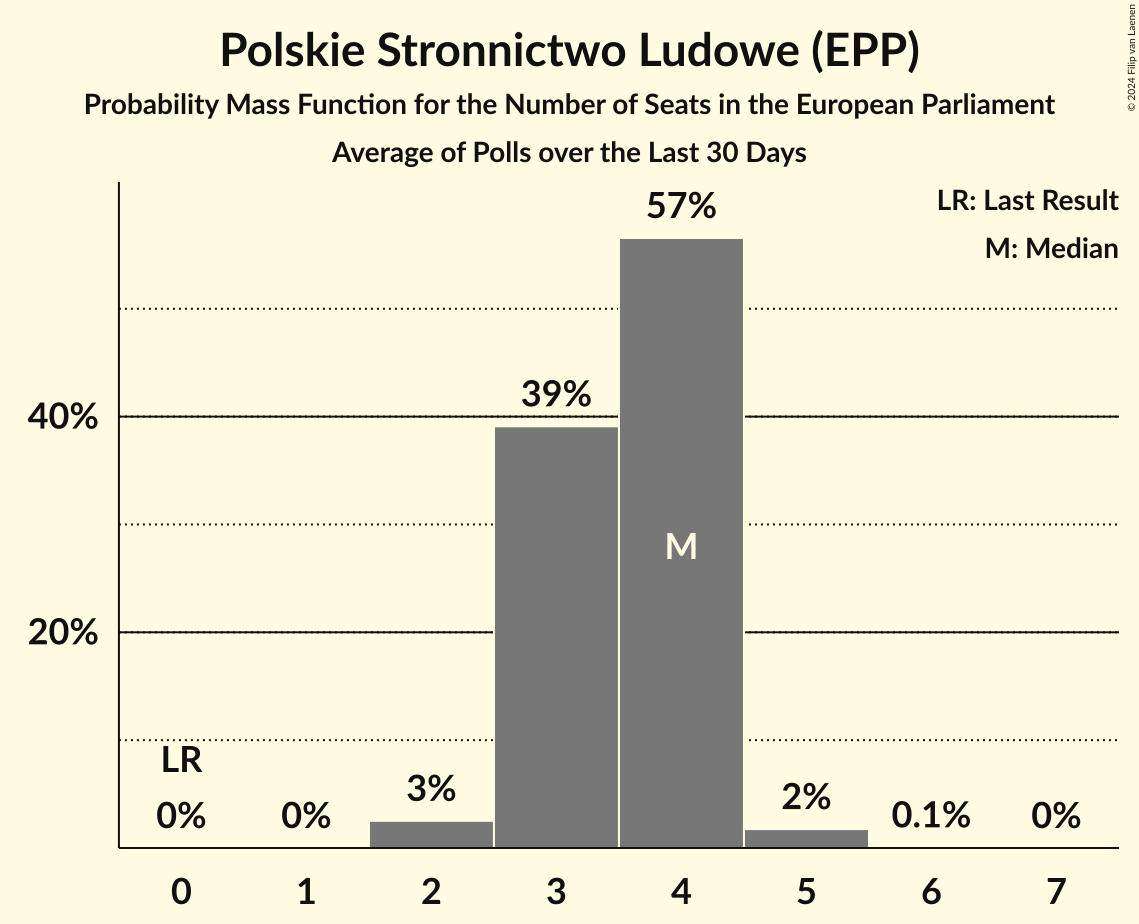 Polskie Stronnictwo Ludowe (EPP)
Probability Mass Function for the Number of Seats in the European Parliament
Average of Polls over the Last 30 Days
© 2024 Filip van Laenen
LR: Last Result
M: Median
57%
39%
40%
M
20%
LR
0%
0%
3%
2%
0.1%
0%
0
1
2
3
4
5
6
7